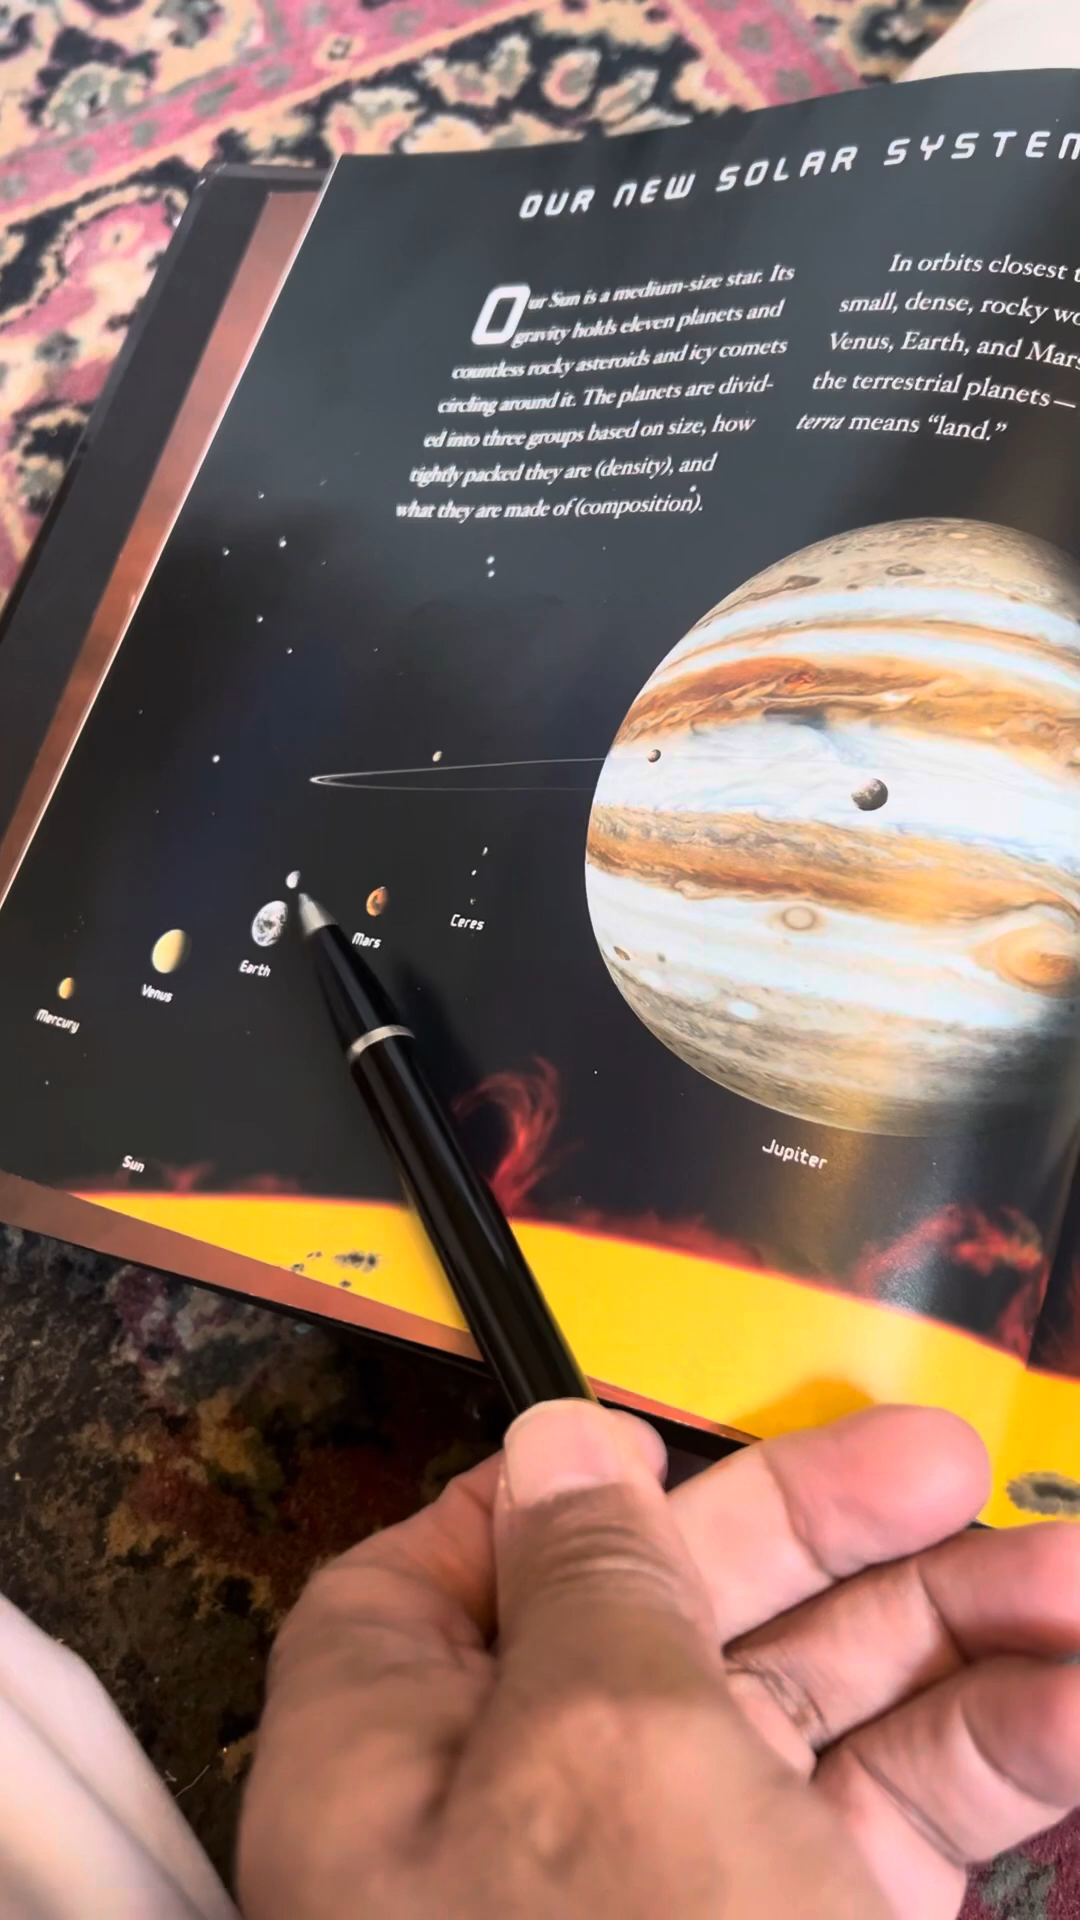 OUR NEW SOLAR SYSTEM
Our Sun is a medium-size star. Its
gravity holds eleven planets and
countless rocky asteroids and icy comets
circling around it. The planets are divid-
ed into three groups based on size, how
tightly packed they are (density), and
what they are made of (composition).
In orbits closest
small, dense, rocky
Venus, Earth, and Mars
the terrestrial planets—
terra means “land.”
Ceres
Mars
Earth
Venus
Mercury
Jupiter
Sun